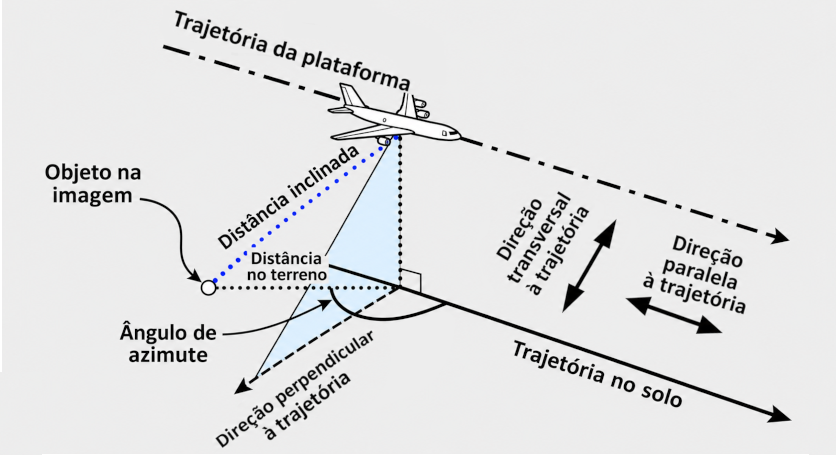 Trajetória da plataforma
Objeto na
imagem
Distância inclinada
Distância
no terreno
Ângulo de
azimute
Direção perpendicular
à trajetória
Direção
transversal
à trajetória
Direção
paralela
à trajetória
Trajetória no solo